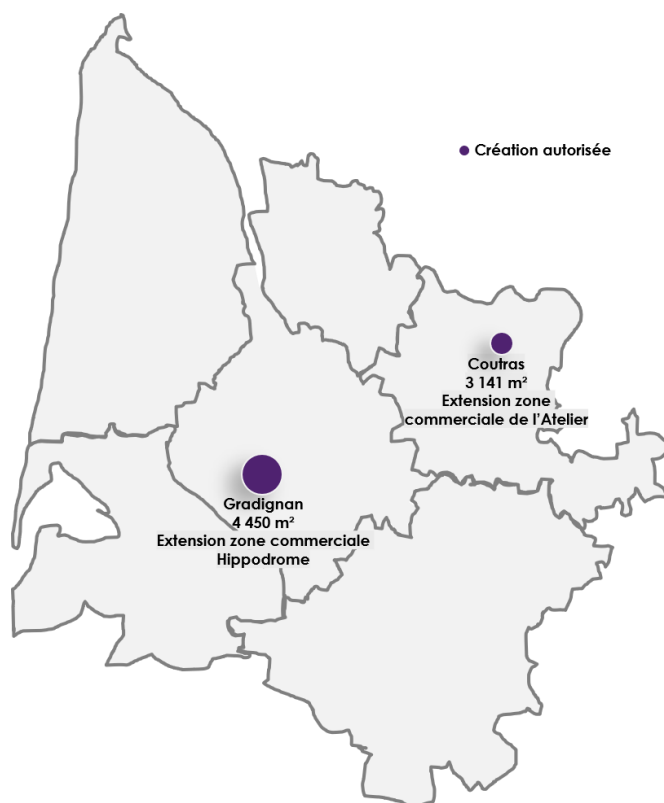 Création autorisée
Coutras
3 141 m²
Extension zone
commerciale de l'Atelier
Gradignan
4 450 m²
Extension zone commerciale
Hippodrome